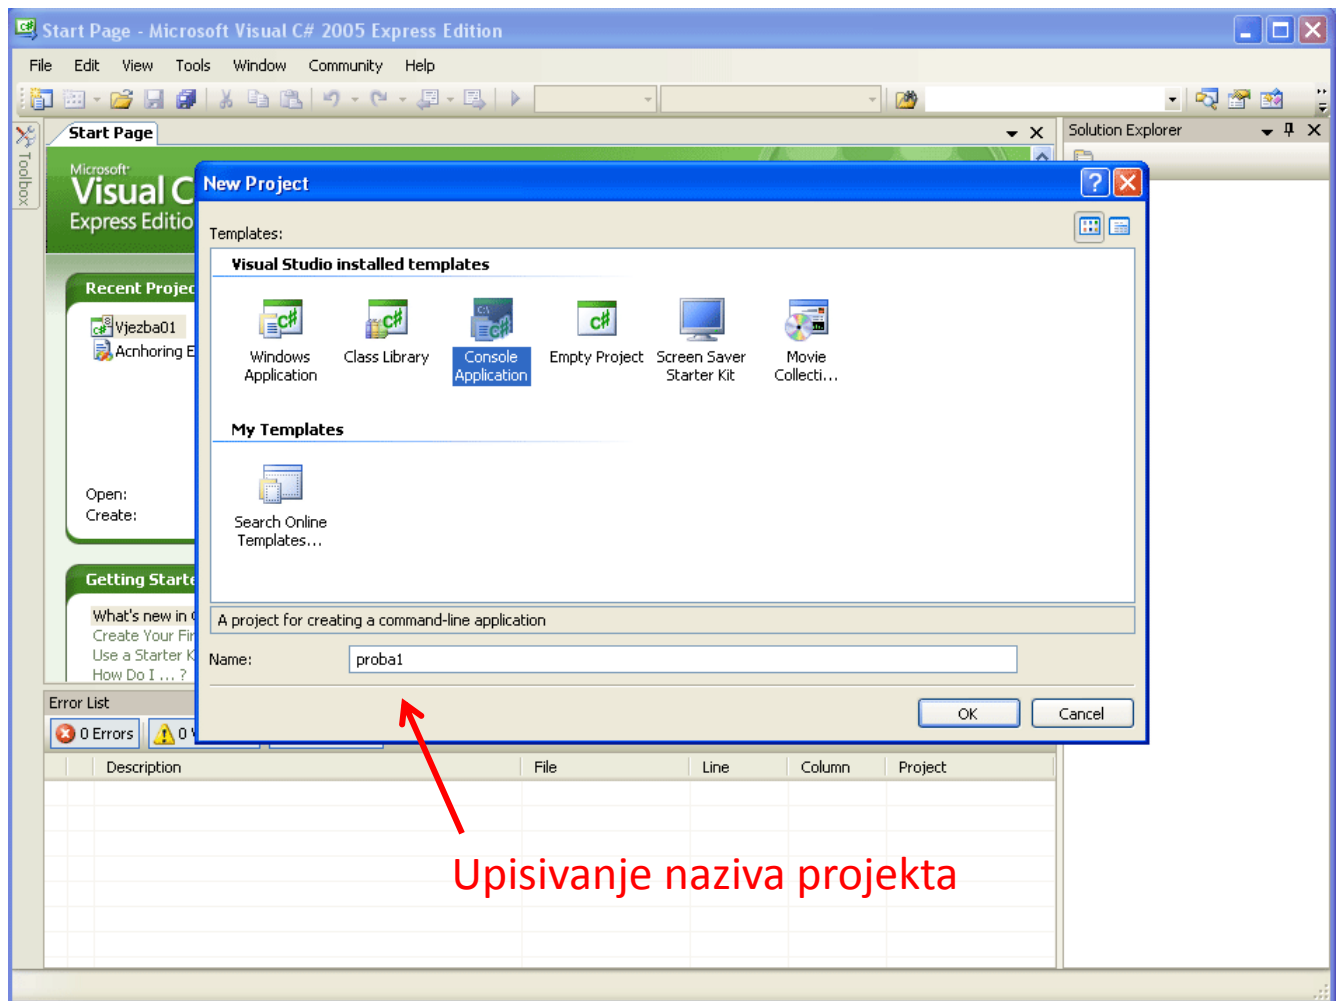 Start Page - Microsoft Visual C# 2005 Express Edition
File Edit View Tools Window Community Help
Toolbox
Start Page
Solution Explorer
Microsoft
Visual C
Express Editio
New Project
Templates:
Visual Studio installed templates
Recent Projec
Vjezba01
Acnhoring E
Windows Application
Class Library
Console Application
Empty Project
Screen Saver Starter Kit
Movie Collecti...
My Templates
Search Online Templates...
Open:
Create:
Getting Starte
What's new in
Create Your Fir
Use a Starter K
How Do I ... ?
A project for creating a command-line application
Name: proba1
OK Cancel
Error List
0 Errors 0
Description File Line Column Project
Upisivanje naziva projekta